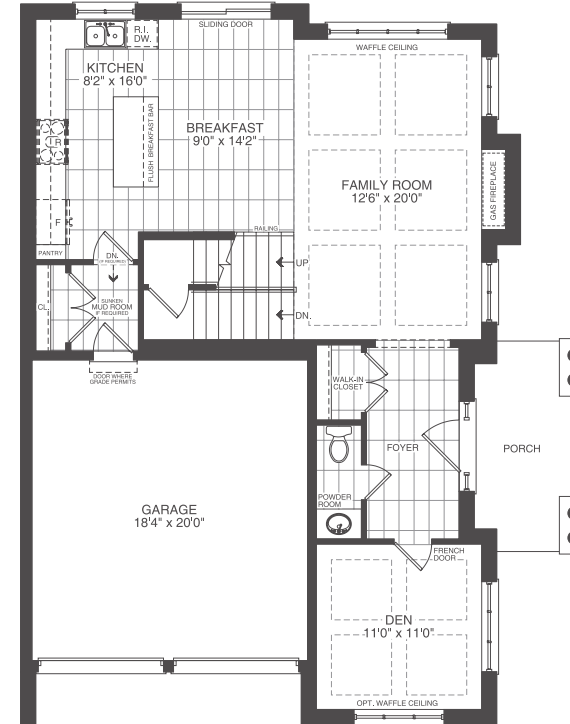 SLIDING DOOR
R.I.
DW.
WAFFLE CEILING
KITCHEN
8'2" x 16'0"
FLUSH BREAKFAST BAR
BREAKFAST
9'0" x 14'2"
R
FAMILY ROOM
12'6" x 20'0"
GAS FIREPLACE
F
PANTRY
RAILING
DN.
(IF REQUIRED)
UP
CL.
SUNKEN
MUD ROOM
IF REQUIRED
DN.
DOOR WHERE
GRADE PERMITS
WALK-IN
CLOSET
FOYER
PORCH
POWDER
ROOM
GARAGE
18'4" x 20'0"
FRENCH
DOOR
DEN
11'0" x 11'0"
OPT. WAFFLE CEILING